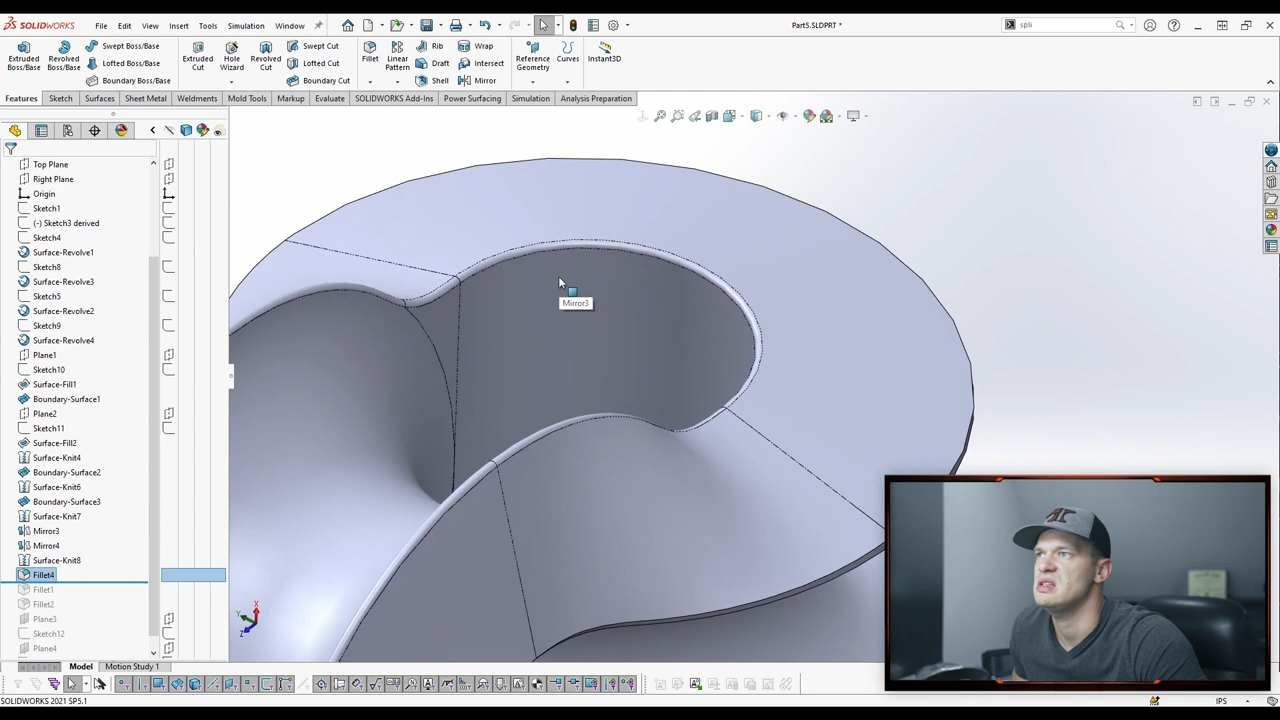 SOLIDWORKS File Edit View Insert Tools Simulation Window Part5.SLDPRT * spli
Extruded Boss/Base Revolved Boss/Base Swept Boss/Base Lofted Boss/Base Boundary Boss/Base Extruded Cut Hole Wizard Revolved Cut Swept Cut Lofted Cut Boundary Cut Fillet Linear Pattern Rib Draft Shell Wrap Intersect Mirror Reference Geometry Curves Instant3D
Features Sketch Surfaces Sheet Metal Weldments Mold Tools Markup Evaluate SOLIDWORKS Add-Ins Power Surfacing Simulation Analysis Preparation
Top Plane
Right Plane
Origin
Sketch1
(-) Sketch3 derived
Sketch4
Surface-Revolve1
Sketch8
Surface-Revolve3
Sketch5
Surface-Revolve2
Sketch9
Surface-Revolve4
Plane1
Sketch10
Surface-Fill1
Boundary-Surface1
Plane2
Sketch11
Surface-Fill2
Surface-Knit4
Boundary-Surface2
Surface-Knit6
Boundary-Surface3
Surface-Knit7
Mirror3
Mirror4
Surface-Knit8
Fillet4
Fillet1
Fillet2
Plane3
Sketch12
Plane4
Mirror3
X
Y
Z
Model Motion Study 1
SOLIDWORKS 2021 SP5.1 IPS